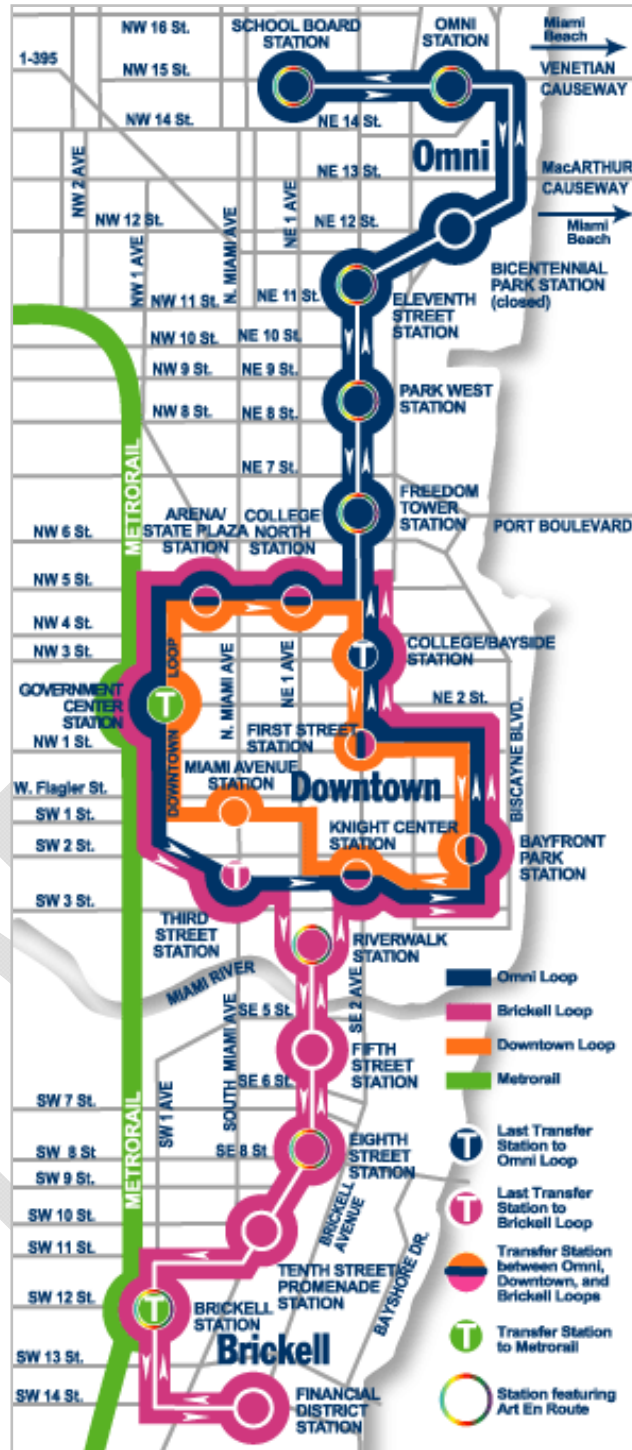 NW 16 St.
SCHOOL BOARD
STATION
OMNI
STATION
Miami
Beach
1-395
NW 15 St.
VENETIAN
CAUSEWAY
NW 14 St.
NE 14 St.
Omni
NW 2 AVE
NE 1 AVE
NE 13 St.
MacARTHUR
CAUSEWAY
NW 12 St.
NE 12 St.
Miami
Beach
NW 1 AVE
N. MIAMI AVE
BICENTENNIAL
PARK STATION
(closed)
NW 11 St.
NE 11 St.
ELEVENTH
STREET
STATION
NW 10 St.
NE 10 St.
NW 9 St.
NE 9 St.
PARK WEST
STATION
NW 8 St.
NE 8 St.
METRORAIL
NE 7 St.
FREEDOM
TOWER
STATION
ARENA/
STATE PLAZA
STATION
COLLEGE
NORTH
STATION
NW 6 St.
PORT BOULEVARD
NW 5 St.
NW 4 St.
NW 3 St.
LOOP
N. MIAMI AVE
NE 1 AVE
T
COLLEGE/BAYSIDE
STATION
GOVERNMENT
CENTER
STATION
T
NE 2 St.
NW 1 St.
FIRST STREET
STATION
BISCAYNE BLVD.
DOWNTOWN
MIAMI AVENUE
STATION
Downtown
W. Flagler St.
SW 1 St.
KNIGHT CENTER
STATION
SW 2 St.
BAYFRONT
PARK
STATION
T
SW 3 St.
THIRD
STREET
STATION
RIVERWALK
STATION
MIAMI RIVER
SE 2 AVE
Omni Loop
SE 5 St.
Brickell Loop
SOUTH MIAMI AVE
FIFTH
STREET
STATION
Downtown Loop
SE 6 St.
Metrorail
SW 7 St.
SW 1 AVE
METRORAIL
SW 8 St
SE 8 St.
EIGHTH
STREET
STATION
T
Last Transfer
Station to
Omni Loop
SW 9 St.
BRICKELL
AVENUE
T
Last Transfer
Station to
Brickell Loop
SW 10 St.
SW 11 St.
BAYSHORE DR.
Transfer Station
between Omni,
Downtown, and
Brickell Loops
TENTH STREET
PROMENADE
STATION
SW 12 St.
T
BRICKELL
STATION
T
Transfer Station
to Metrorail
Brickell
SW 13 St.
SW 14 St.
FINANCIAL
DISTRICT
STATION
Station featuring
Art En Route